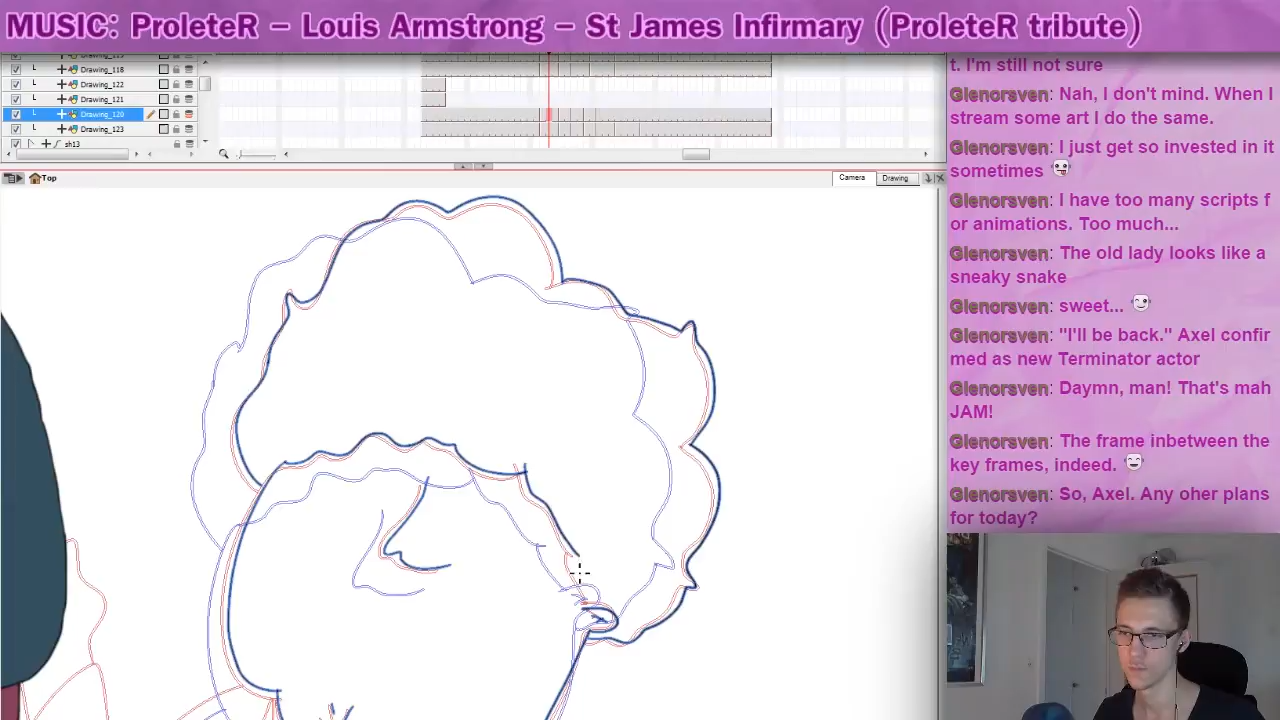 MUSIC: ProleteR – Louis Armstrong – St James Infirmary (ProleteR tribute)
Drawing_118
Drawing_122
Drawing_121
Drawing_120
Drawing_123
sh13
Top
Camera
Drawing
t. I'm still not sure
Glenorsven: Nah, I don't mind. When I
stream some art I do the same.
Glenorsven: I just get so invested in it
sometimes
Glenorsven: I have too many scripts f
or animations. Too much...
Glenorsven: The old lady looks like a
sneaky snake
Glenorsven: sweet...
Glenorsven: "I'll be back." Axel confir
med as new Terminator actor
Glenorsven: Daymn, man! That's mah
JAM!
Glenorsven: The frame inbetween the
key frames, indeed.
Glenorsven: So, Axel. Any oher plans
for today?